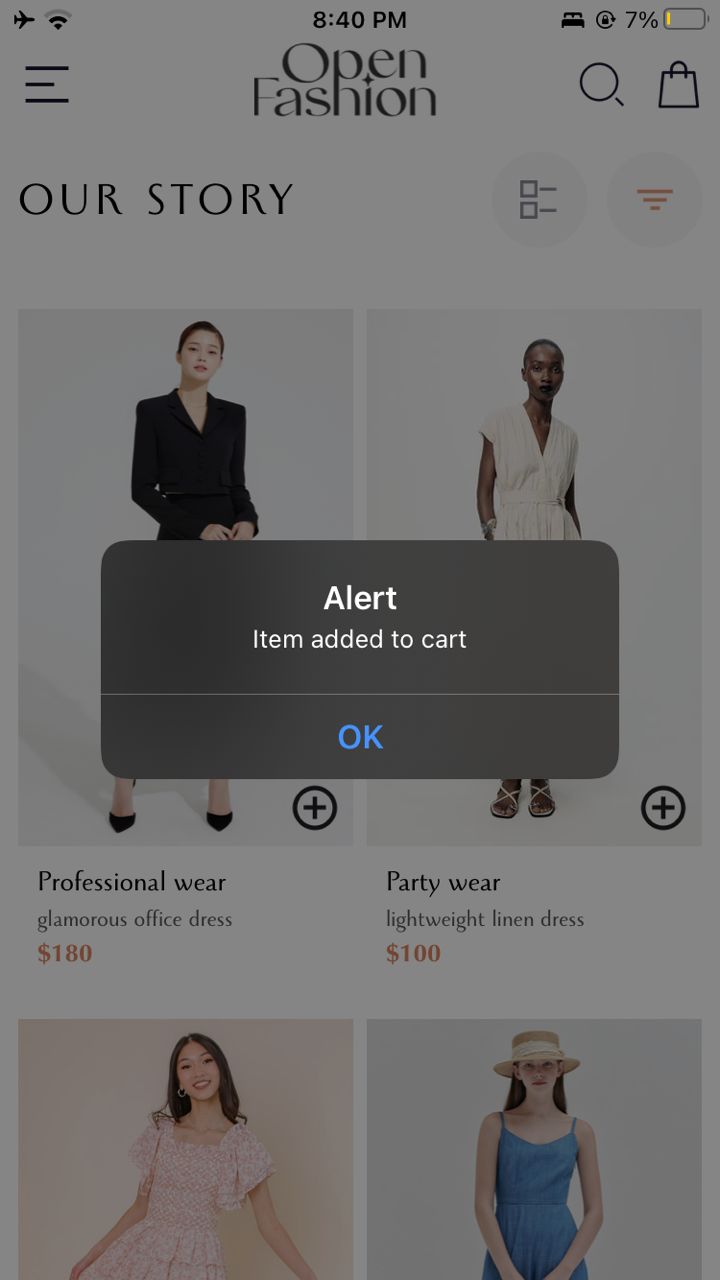 8:40 PM
7%
Open
Fashion
OUR STORY
Alert
Item added to cart
OK
Professional wear
glamorous office dress
$180
Party wear
lightweight linen dress
$100